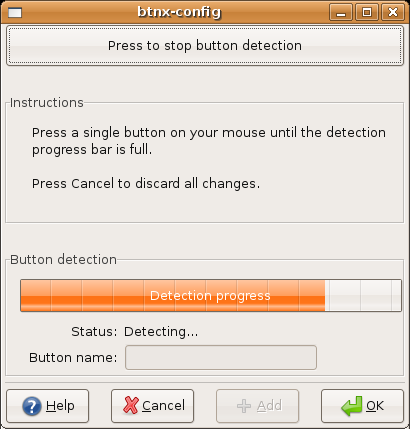 btnx-config
Press to stop button detection
Instructions
Press a single button on your mouse until the detection
progress bar is full.
Press Cancel to discard all changes.
Button detection
Detection progress
Status: Detecting...
Button name:
Help Cancel Add OK